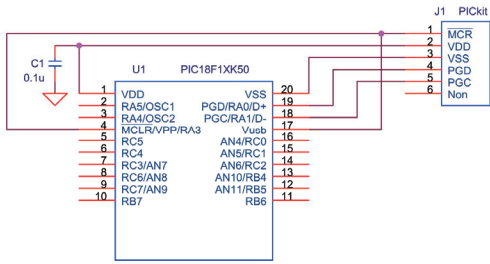 J1 PICkit
1 MCR
2 VDD
3 VSS
4 PGD
5 PGC
6 Non
C1
0.1u
U1 PIC18F1XK50
1 VDD VSS 20
2 RA5/OSC1 PGD/RA0/D+ 19
3 RA4/OSC2 PGC/RA1/D- 18
4 MCLR/VPP/RA3 Vusb 17
5 RC5 AN4/RC0 16
6 RC4 AN5/RC1 15
7 RC3/AN7 AN6/RC2 14
8 RC6/AN8 AN10/RB4 13
9 RC7/AN9 AN11/RB5 12
10 RB7 RB6 11